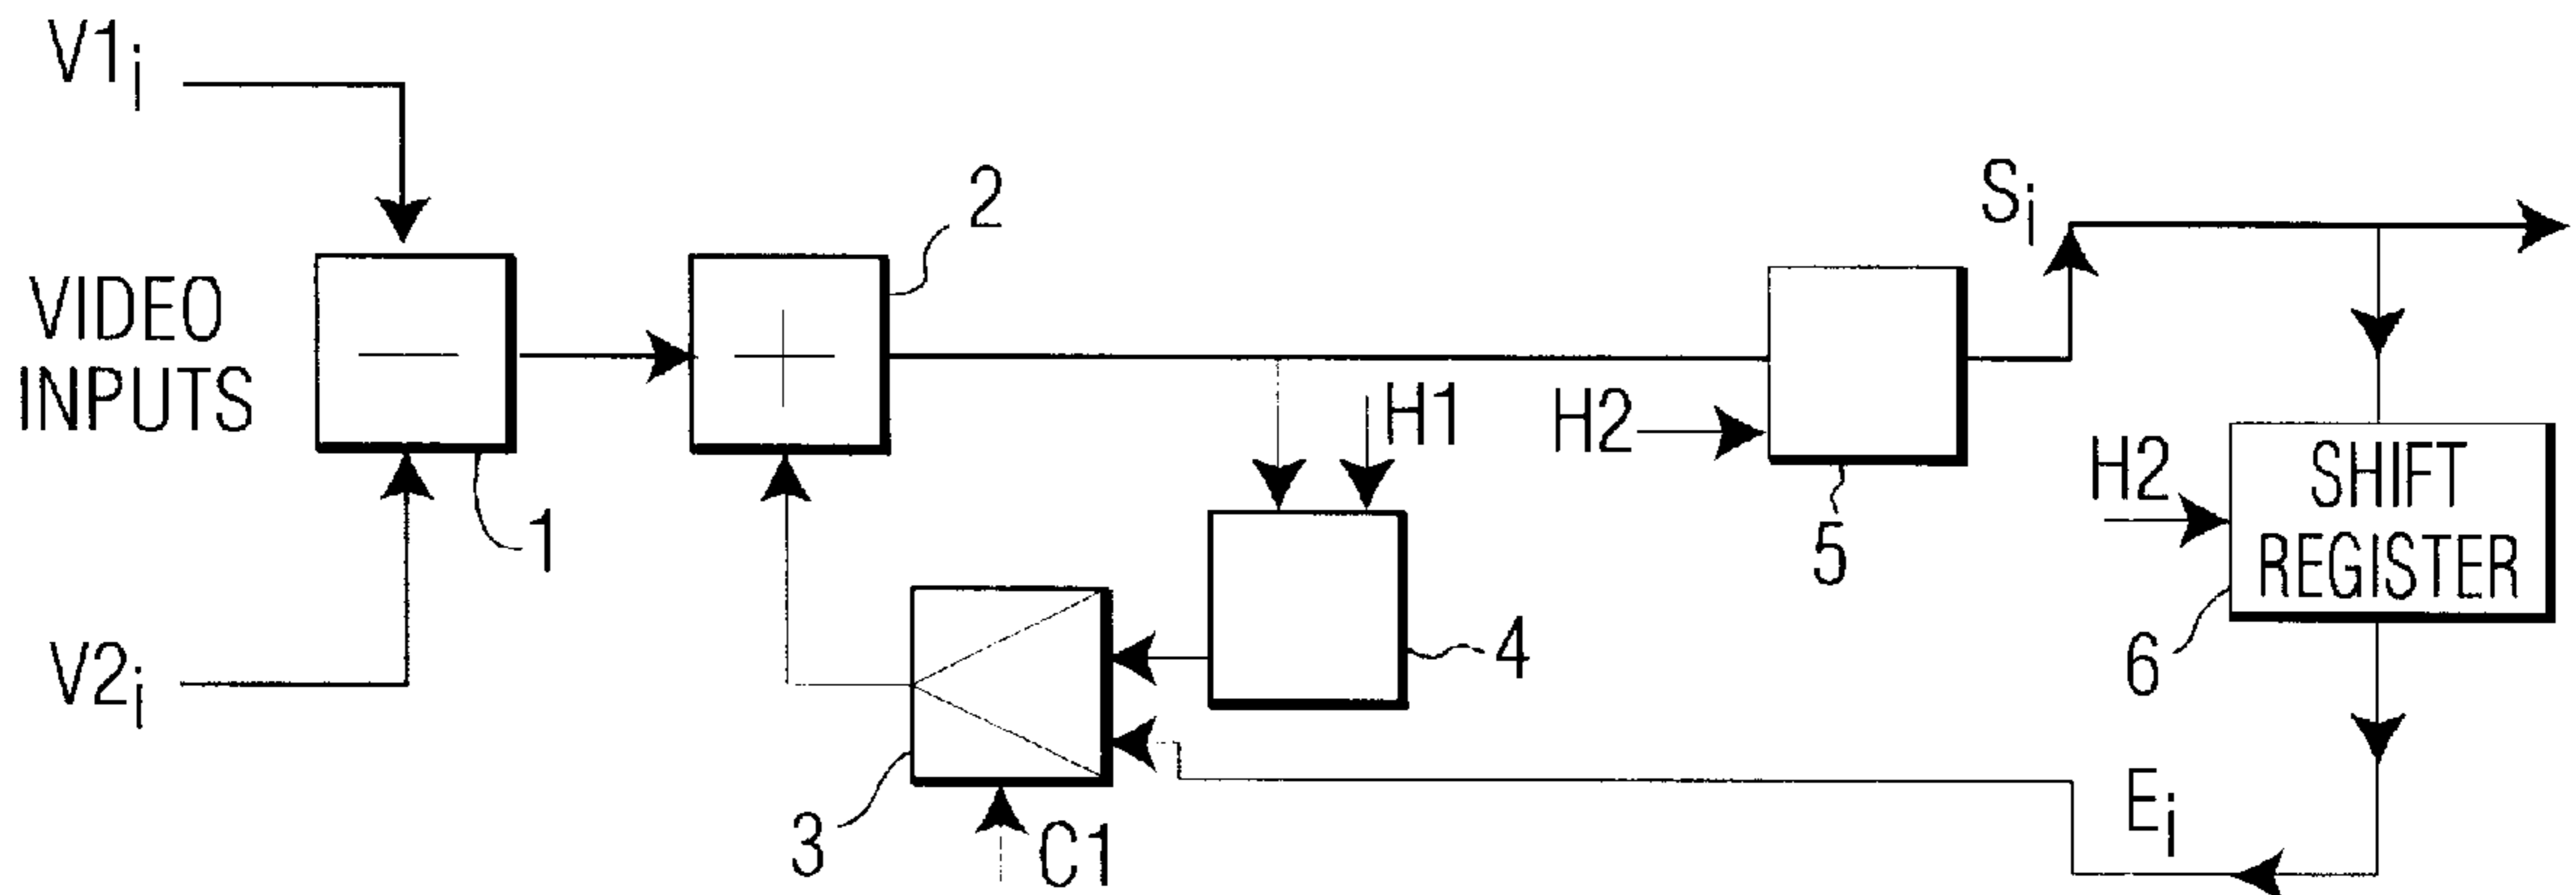 V1i
VIDEO
INPUTS
V2i
1
2
3
C1
H1
4
H2
5
Si
H2
SHIFT
REGISTER
6
Ei